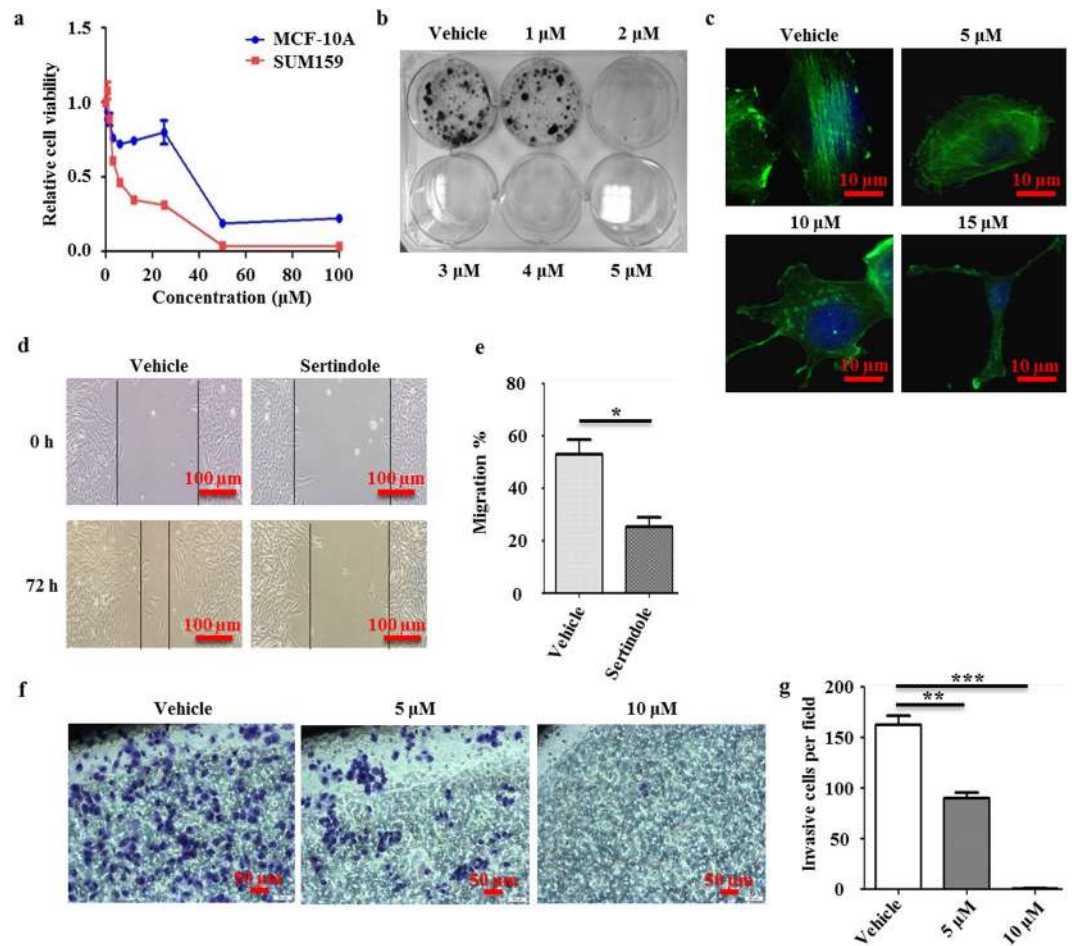 a
1.5
1.0
0.5
0.0
Relative cell viability
MCF-10A
SUM159
0 20 40 60 80 100
Concentration (μM)
b
Vehicle 1 μM 2 μM
3 μM 4 μM 5 μM
c
Vehicle 5 μM
10 μm 10 μm
10 μM 15 μM
10 μm 10 μm
d
Vehicle Sertindole
0 h
100 μm 100 μm
72 h
100 μm 100 μm
e
80
60
40
20
0
Migration %
*
Vehicle
Sertindole
f
Vehicle 5 μM 10 μM
50 μm 50 μm 50 μm
g
200
150
100
50
0
Invasive cells per field
***
**
Vehicle
5 μM
10 μM